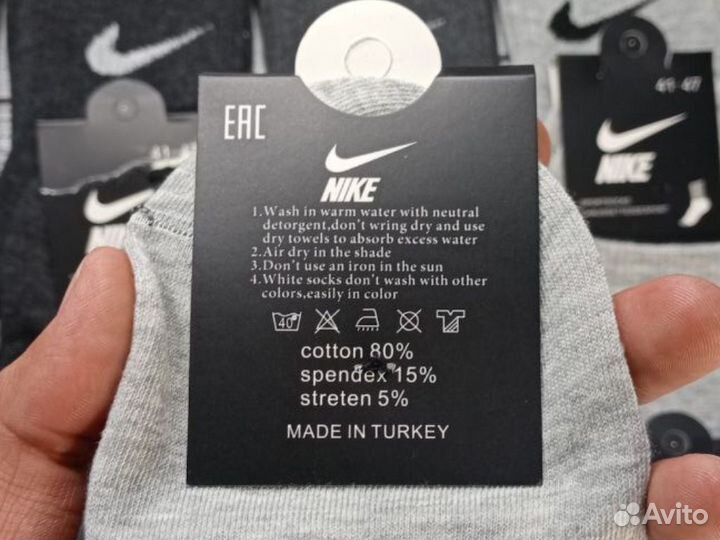 41-47
EAC
NIKE
1.Wash in warm water with neutral
detergent,don't wring dry and use
dry towels to absorb excess water
2.Air dry in the shade
3.Don't use an iron in the sun
4.White socks don't wash with other
colors,easily in color
40°
cotton 80%
spendex 15%
streten 5%
MADE IN TURKEY
NIKE
NIKE
Avito